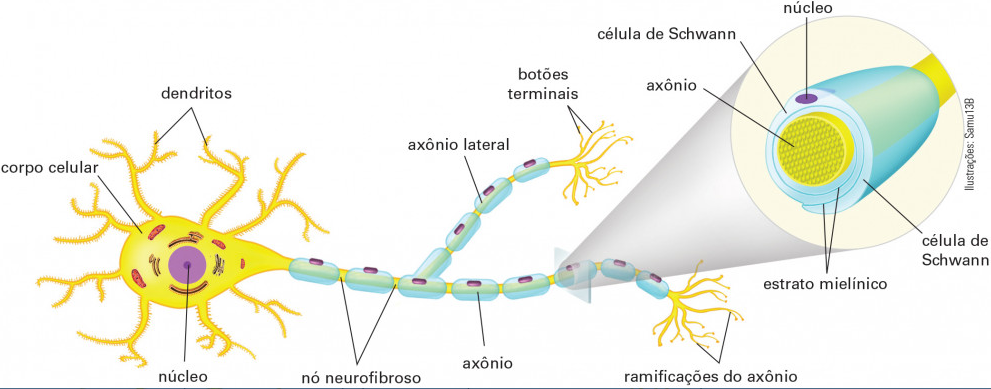 núcleo
célula de Schwann
axônio
botões
terminais
dendritos
axônio lateral
corpo celular
Ilustrações: Samu13B
célula de
Schwann
estrato mielínico
núcleo
nó neurofibroso
axônio
ramificações do axônio